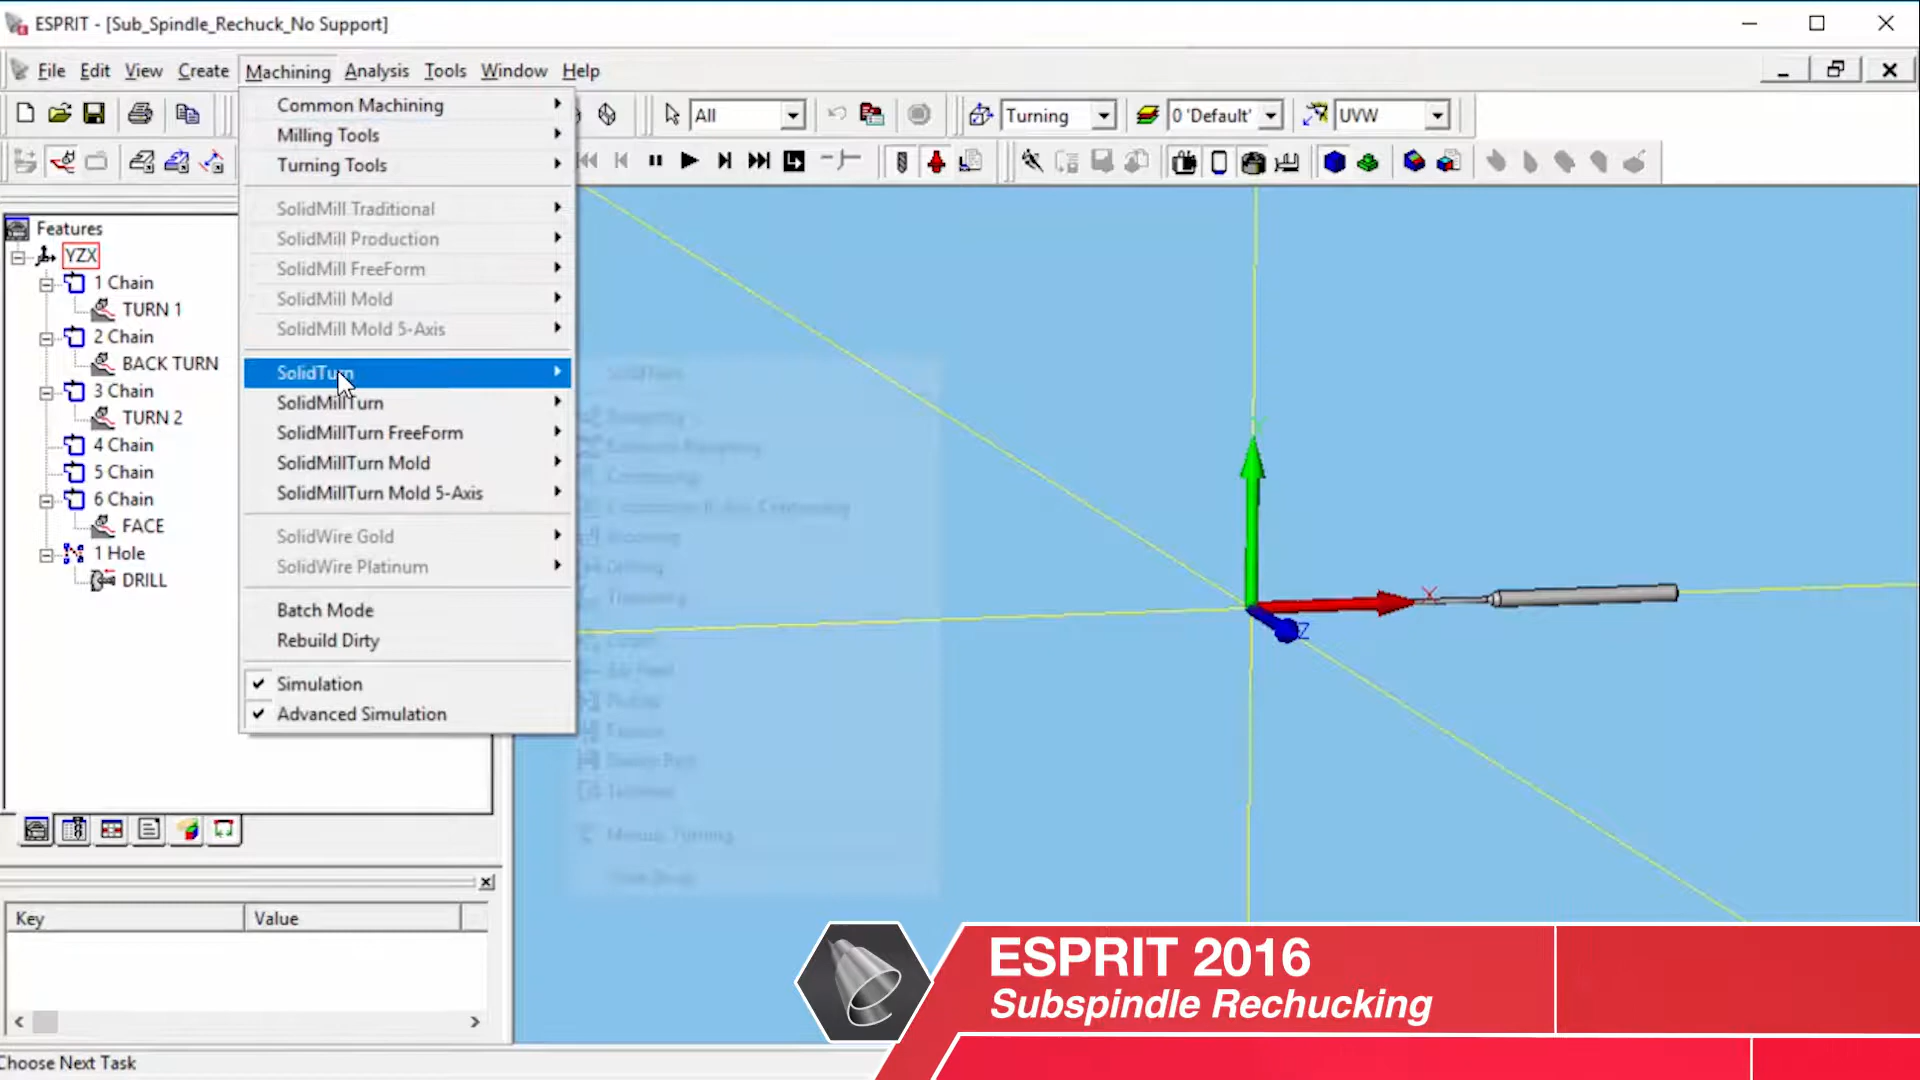 ESPRIT - [Sub_Spindle_Rechuck_No Support]
File Edit View Create Machining Analysis Tools Window Help
All Turning 0 'Default' UVW
Common Machining
Milling Tools
Turning Tools
SolidMill Traditional
SolidMill Production
SolidMill FreeForm
SolidMill Mold
SolidMill Mold 5-Axis
SolidTurn
SolidMillTurn
SolidMillTurn FreeForm
SolidMillTurn Mold
SolidMillTurn Mold 5-Axis
SolidWire Gold
SolidWire Platinum
Batch Mode
Rebuild Dirty
Simulation
Advanced Simulation
Features
YZX
1 Chain
TURN 1
2 Chain
BACK TURN
3 Chain
TURN 2
4 Chain
5 Chain
6 Chain
FACE
1 Hole
DRILL
X
Z
Key Value
Choose Next Task
ESPRIT 2016
Subspindle Rechucking